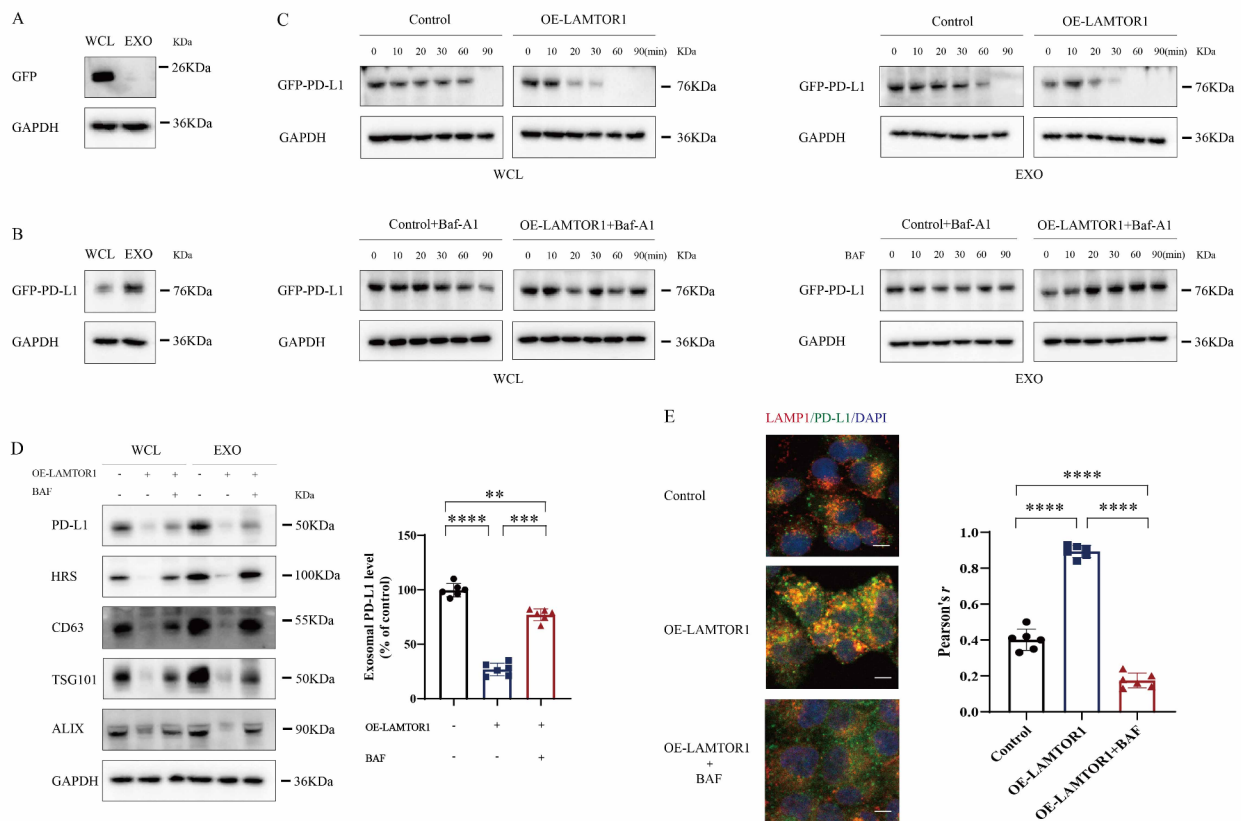 A
WCL EXO KDa
GFP 26KDa
GAPDH 36KDa
C
Control OE-LAMTOR1
0 10 20 30 60 90 0 10 20 30 60 90(min) KDa
GFP-PD-L1 76KDa
GAPDH 36KDa
WCL
Control OE-LAMTOR1
0 10 20 30 60 90 0 10 20 30 60 90(min) KDa
GFP-PD-L1 76KDa
GAPDH 36KDa
EXO
B
WCL EXO KDa
GFP-PD-L1 76KDa
GAPDH 36KDa
Control+Baf-A1 OE-LAMTOR1+Baf-A1
0 10 20 30 60 90 0 10 20 30 60 90(min) KDa
GFP-PD-L1 76KDa
GAPDH 36KDa
WCL
Control+Baf-A1 OE-LAMTOR1+Baf-A1
BAF 0 10 20 30 60 90 0 10 20 30 60 90(min) KDa
GFP-PD-L1 76KDa
GAPDH 36KDa
EXO
D
WCL EXO
OE-LAMTOR1 - + + - + +
BAF - - + - - + KDa
PD-L1 50KDa
HRS 100KDa
CD63 55KDa
TSG101 50KDa
ALIX 90KDa
GAPDH 36KDa
**
**** ***
Exosomal PD-L1 level
(% of control)
150
100
50
0
OE-LAMTOR1 - + +
BAF - - +
E
LAMP1/PD-L1/DAPI
Control
OE-LAMTOR1
OE-LAMTOR1
+
BAF
****
**** ****
Pearson's r
1.0
0.8
0.6
0.4
0.2
0.0
Control
OE-LAMTOR1
OE-LAMTOR1+BAF